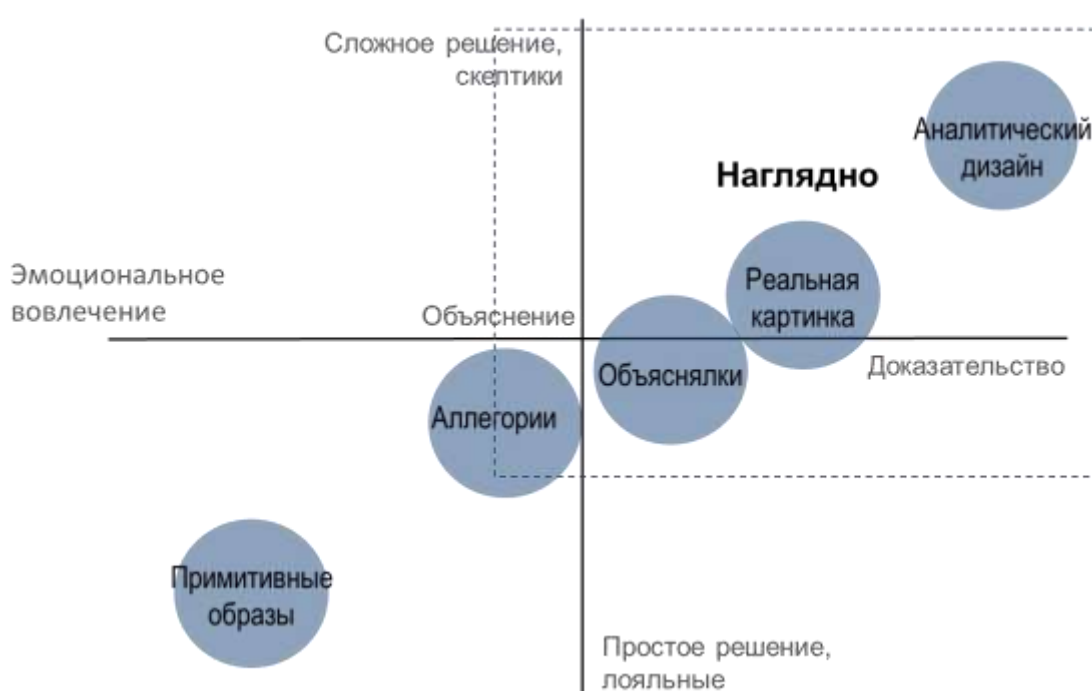 Сложное решение,
скептики
Аналитический
дизайн
Наглядно
Эмоциональное
вовлечение
Реальная
картинка
Объяснение
Доказательство
Объяснялки
Аллегории
Примитивные
образы
Простое решение,
лояльные